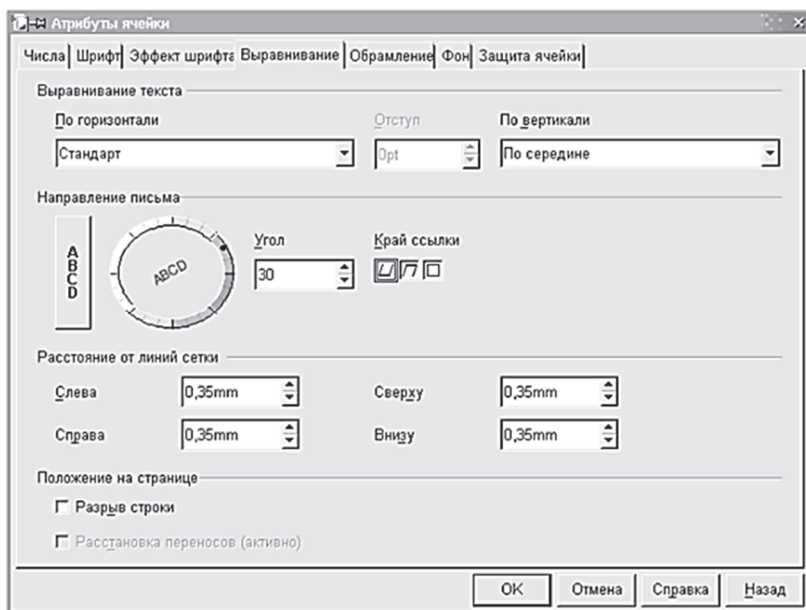 Атрибуты ячейки
Числа Шрифт Эффект шрифта Выравнивание Обрамление Фон Защита ячейки
Выравнивание текста
По горизонтали Отступ По вертикали
Стандарт 0pt По середине
Направление письма
ABCD ABCD Угол Край ссылки
30
Расстояние от линий сетки
Слева 0,35mm Сверху 0,35mm
Справа 0,35mm Внизу 0,35mm
Положение на странице
Разрыв строки
Расстановка переносов (активно)
OK Отмена Справка Назад